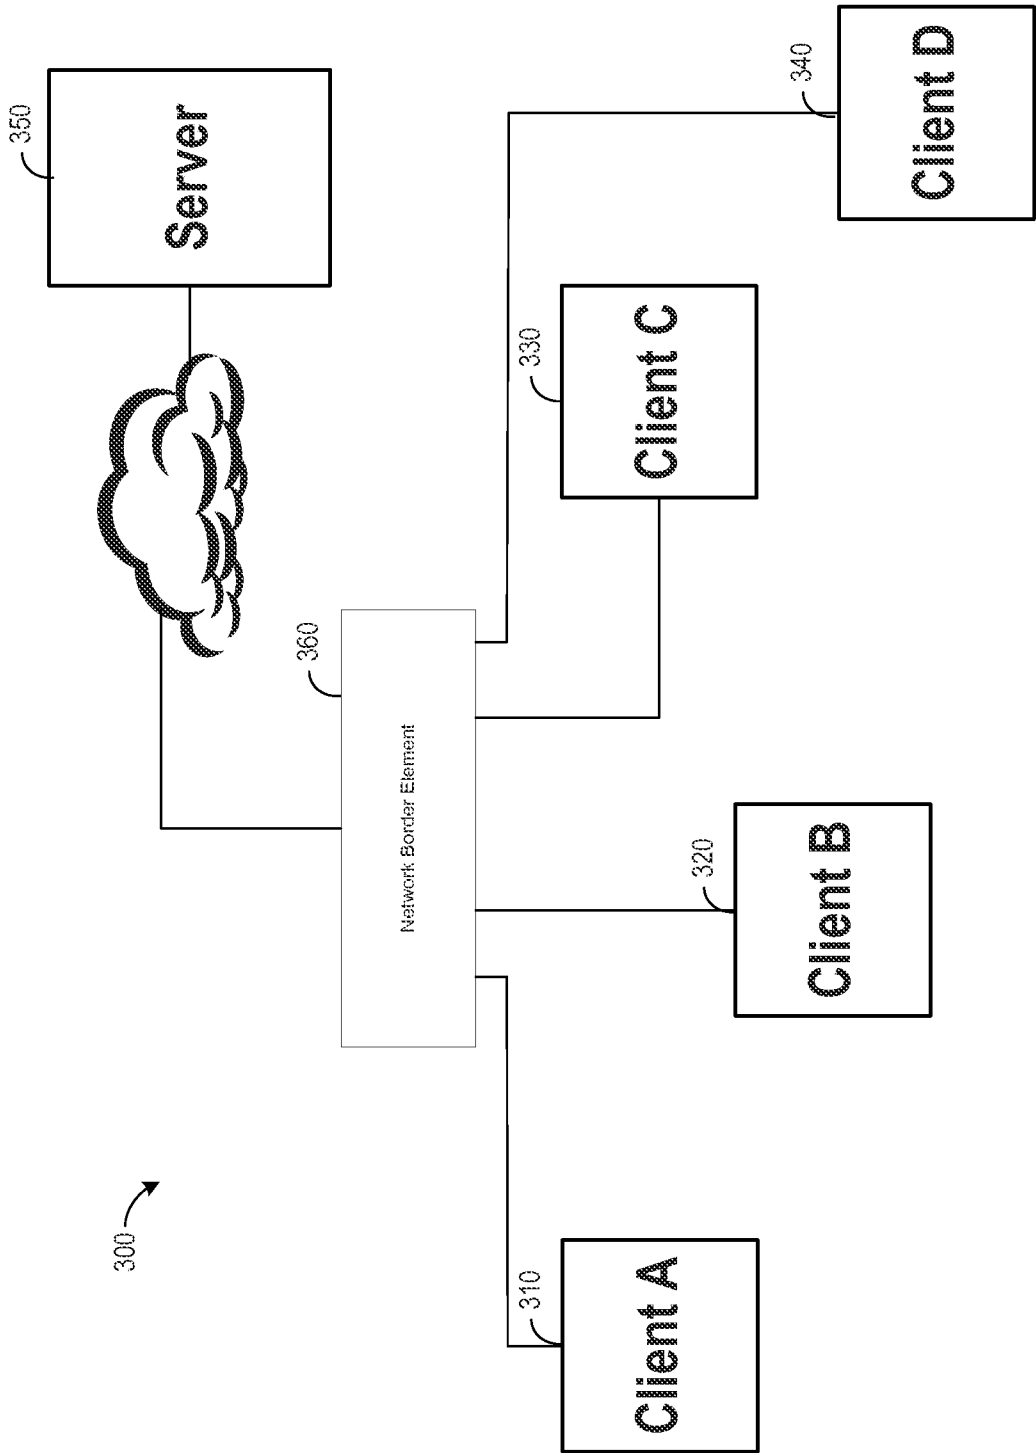 300
350
Server
360
Network Border Element
310
Client A
320
Client B
330
Client C
340
Client D